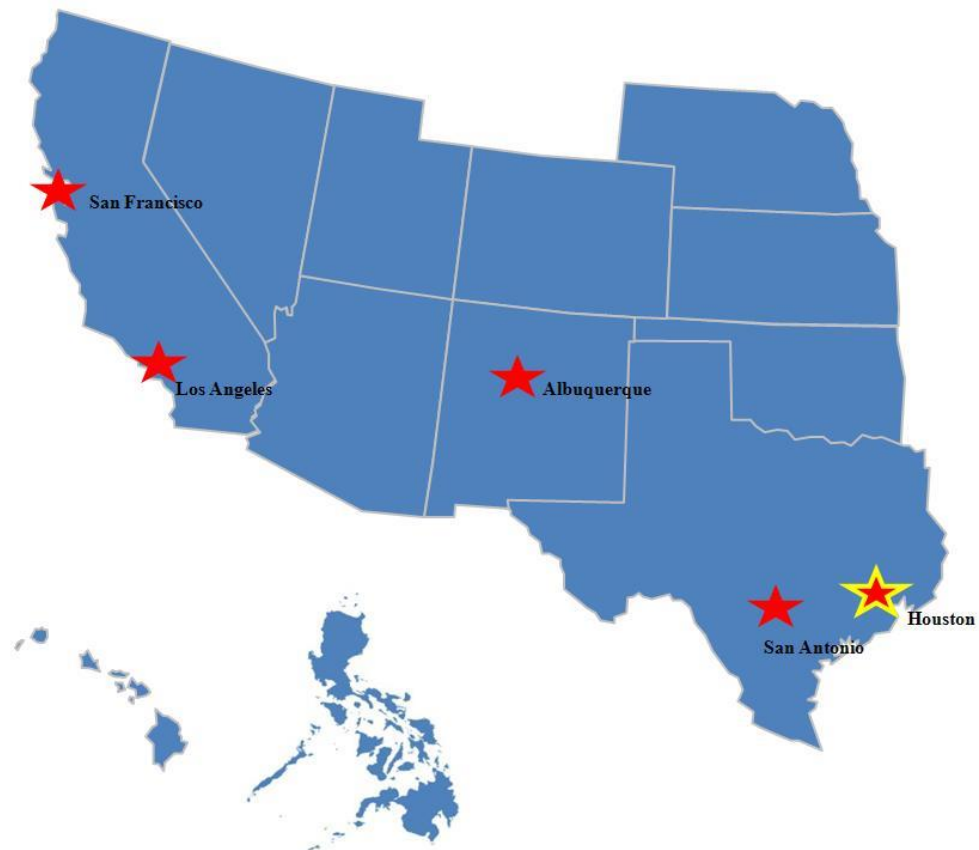 San Francisco
Los Angeles
Albuquerque
Houston
San Antonio